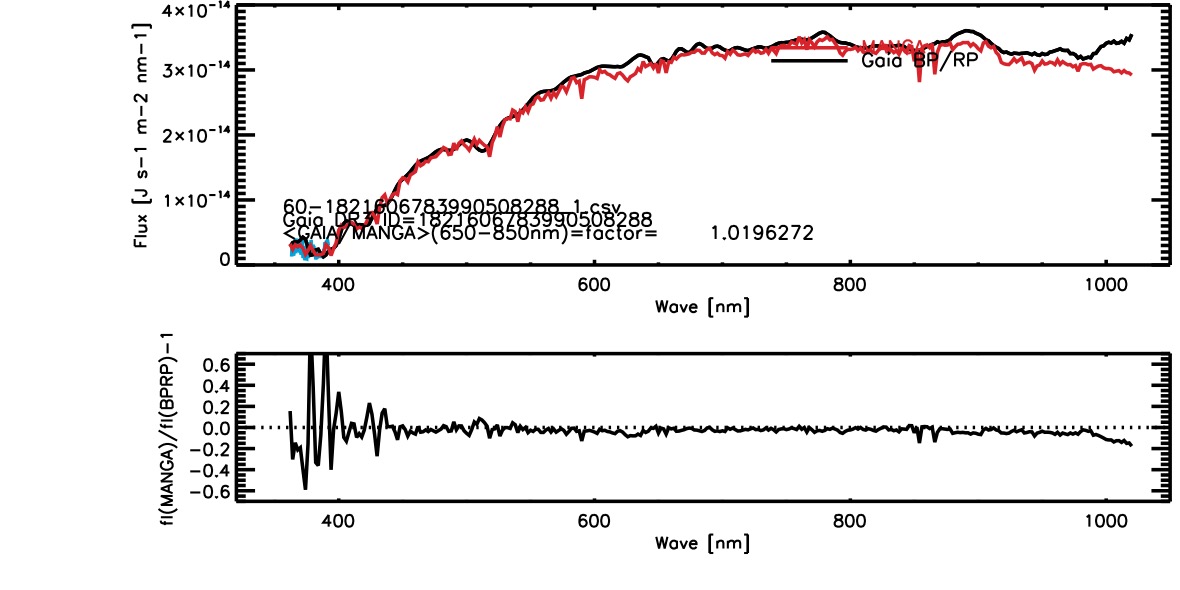 4×10−14
3×10−14
2×10−14
1×10−14
0
Flux [J s−1 m−2 nm−1]
MANGA
Gaia BP/RP
60−1821606783990508288_1.csv
Gaia DR3 ID=1821606783990508288
<GAIA/MANGA>(650−850nm)=factor= 1.0196272
400 600 800 1000
Wave [nm]
fl(MANGA)/fl(BPRP)−1
0.6
0.4
0.2
0.0
−0.2
−0.4
−0.6
400 600 800 1000
Wave [nm]